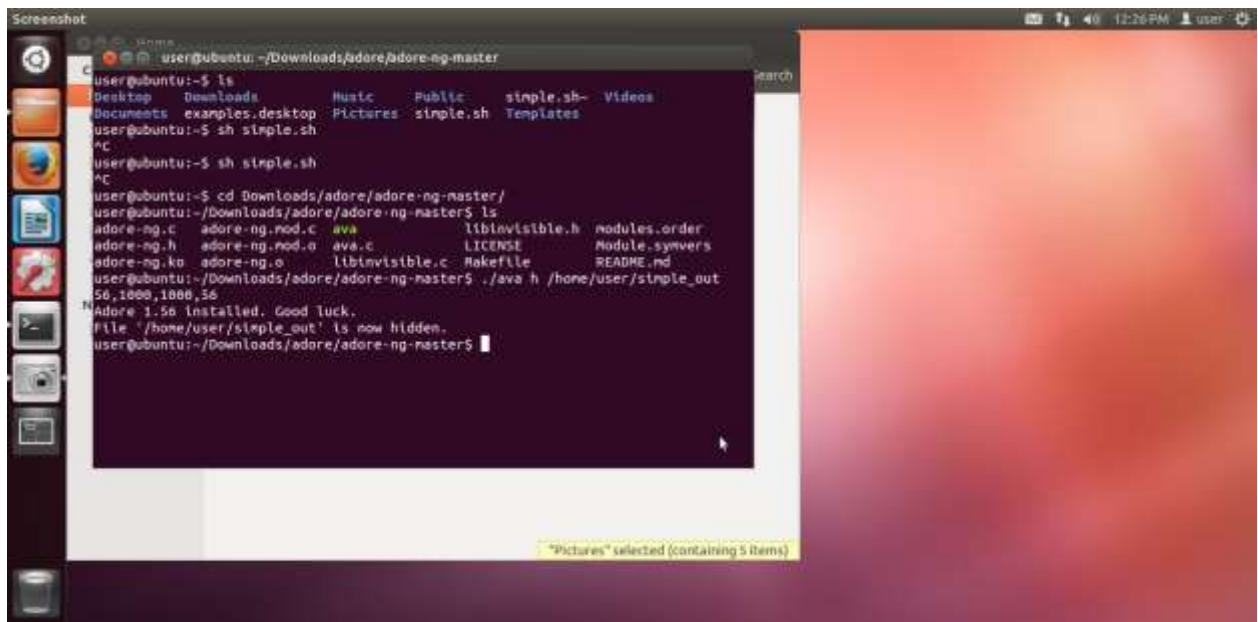 Screenshot
12:26 PM user
Home
user@ubuntu: ~/Downloads/adore/adore-ng-master
Search
user@ubuntu:~$ ls
Desktop Downloads Music Public simple.sh~ Videos
Documents examples.desktop Pictures simple.sh Templates
user@ubuntu:~$ sh simple.sh
^C
user@ubuntu:~$ sh simple.sh
^C
user@ubuntu:~$ cd Downloads/adore/adore-ng-master/
user@ubuntu:~/Downloads/adore/adore-ng-master$ ls
adore-ng.c adore-ng.mod.c ava libinvisible.h modules.order
adore-ng.h adore-ng.mod.o ava.c LICENSE Module.symvers
adore-ng.ko adore-ng.o libinvisible.c Makefile README.md
user@ubuntu:~/Downloads/adore/adore-ng-master$ ./ava h /home/user/simple_out
56,1000,1000,56
Adore 1.56 installed. Good luck.
File '/home/user/simple_out' is now hidden.
user@ubuntu:~/Downloads/adore/adore-ng-master$
"Pictures" selected (containing 5 items)